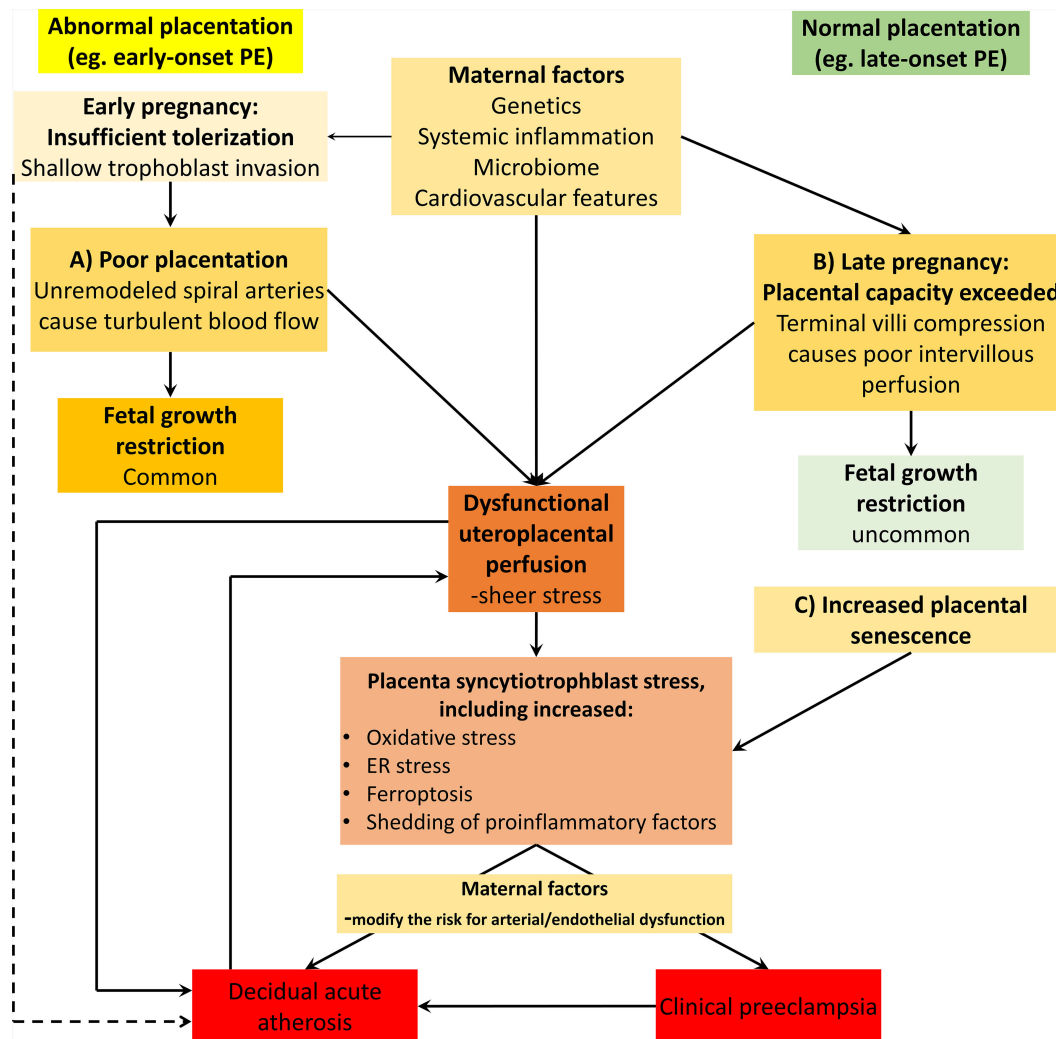 Abnormal placentation
(eg. early-onset PE)
Normal placentation
(eg. late-onset PE)
Maternal factors
Genetics
Systemic inflammation
Microbiome
Cardiovascular features
Early pregnancy:
Insufficient tolerization
Shallow trophoblast invasion
A) Poor placentation
Unremodeled spiral arteries
cause turbulent blood flow
B) Late pregnancy:
Placental capacity exceeded
Terminal villi compression
causes poor intervillous
perfusion
Fetal growth
restriction
Common
Fetal growth
restriction
uncommon
Dysfunctional
uteroplacental
perfusion
-sheer stress
C) Increased placental
senescence
Placenta syncytiotrophblast stress,
including increased:
• Oxidative stress
• ER stress
• Ferroptosis
• Shedding of proinflammatory factors
Maternal factors
-modify the risk for arterial/endothelial dysfunction
Decidual acute
atherosis
Clinical preeclampsia